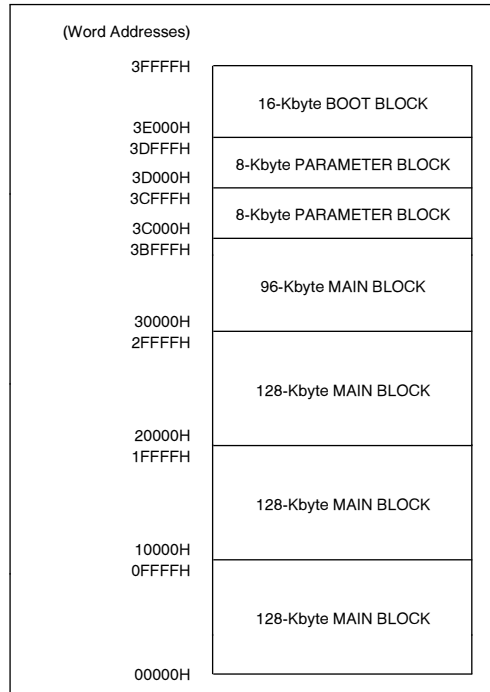 (Word Addresses)
3FFFFH
16-Kbyte BOOT BLOCK
3E000H
3DFFFH
8-Kbyte PARAMETER BLOCK
3D000H
3CFFFH
8-Kbyte PARAMETER BLOCK
3C000H
3BFFFH
96-Kbyte MAIN BLOCK
30000H
2FFFFH
128-Kbyte MAIN BLOCK
20000H
1FFFFH
128-Kbyte MAIN BLOCK
10000H
0FFFFH
128-Kbyte MAIN BLOCK
00000H